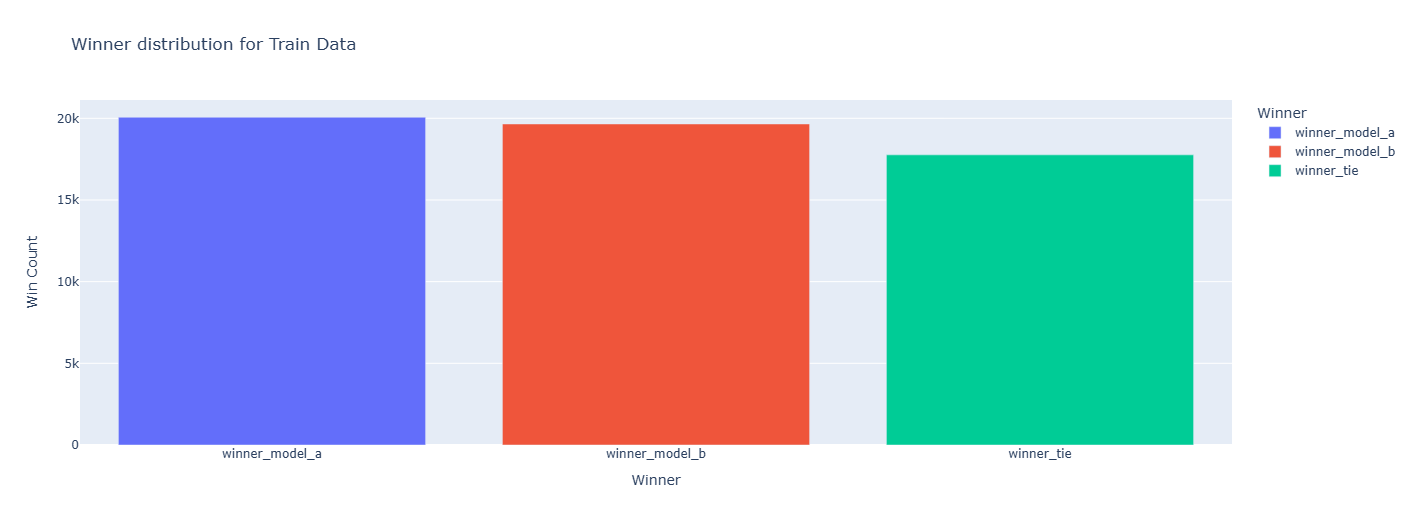 Winner distribution for Train Data
Winner
winner_model_a
winner_model_b
winner_tie
20k
15k
10k
5k
0
Win Count
winner_model_a
winner_model_b
winner_tie
Winner